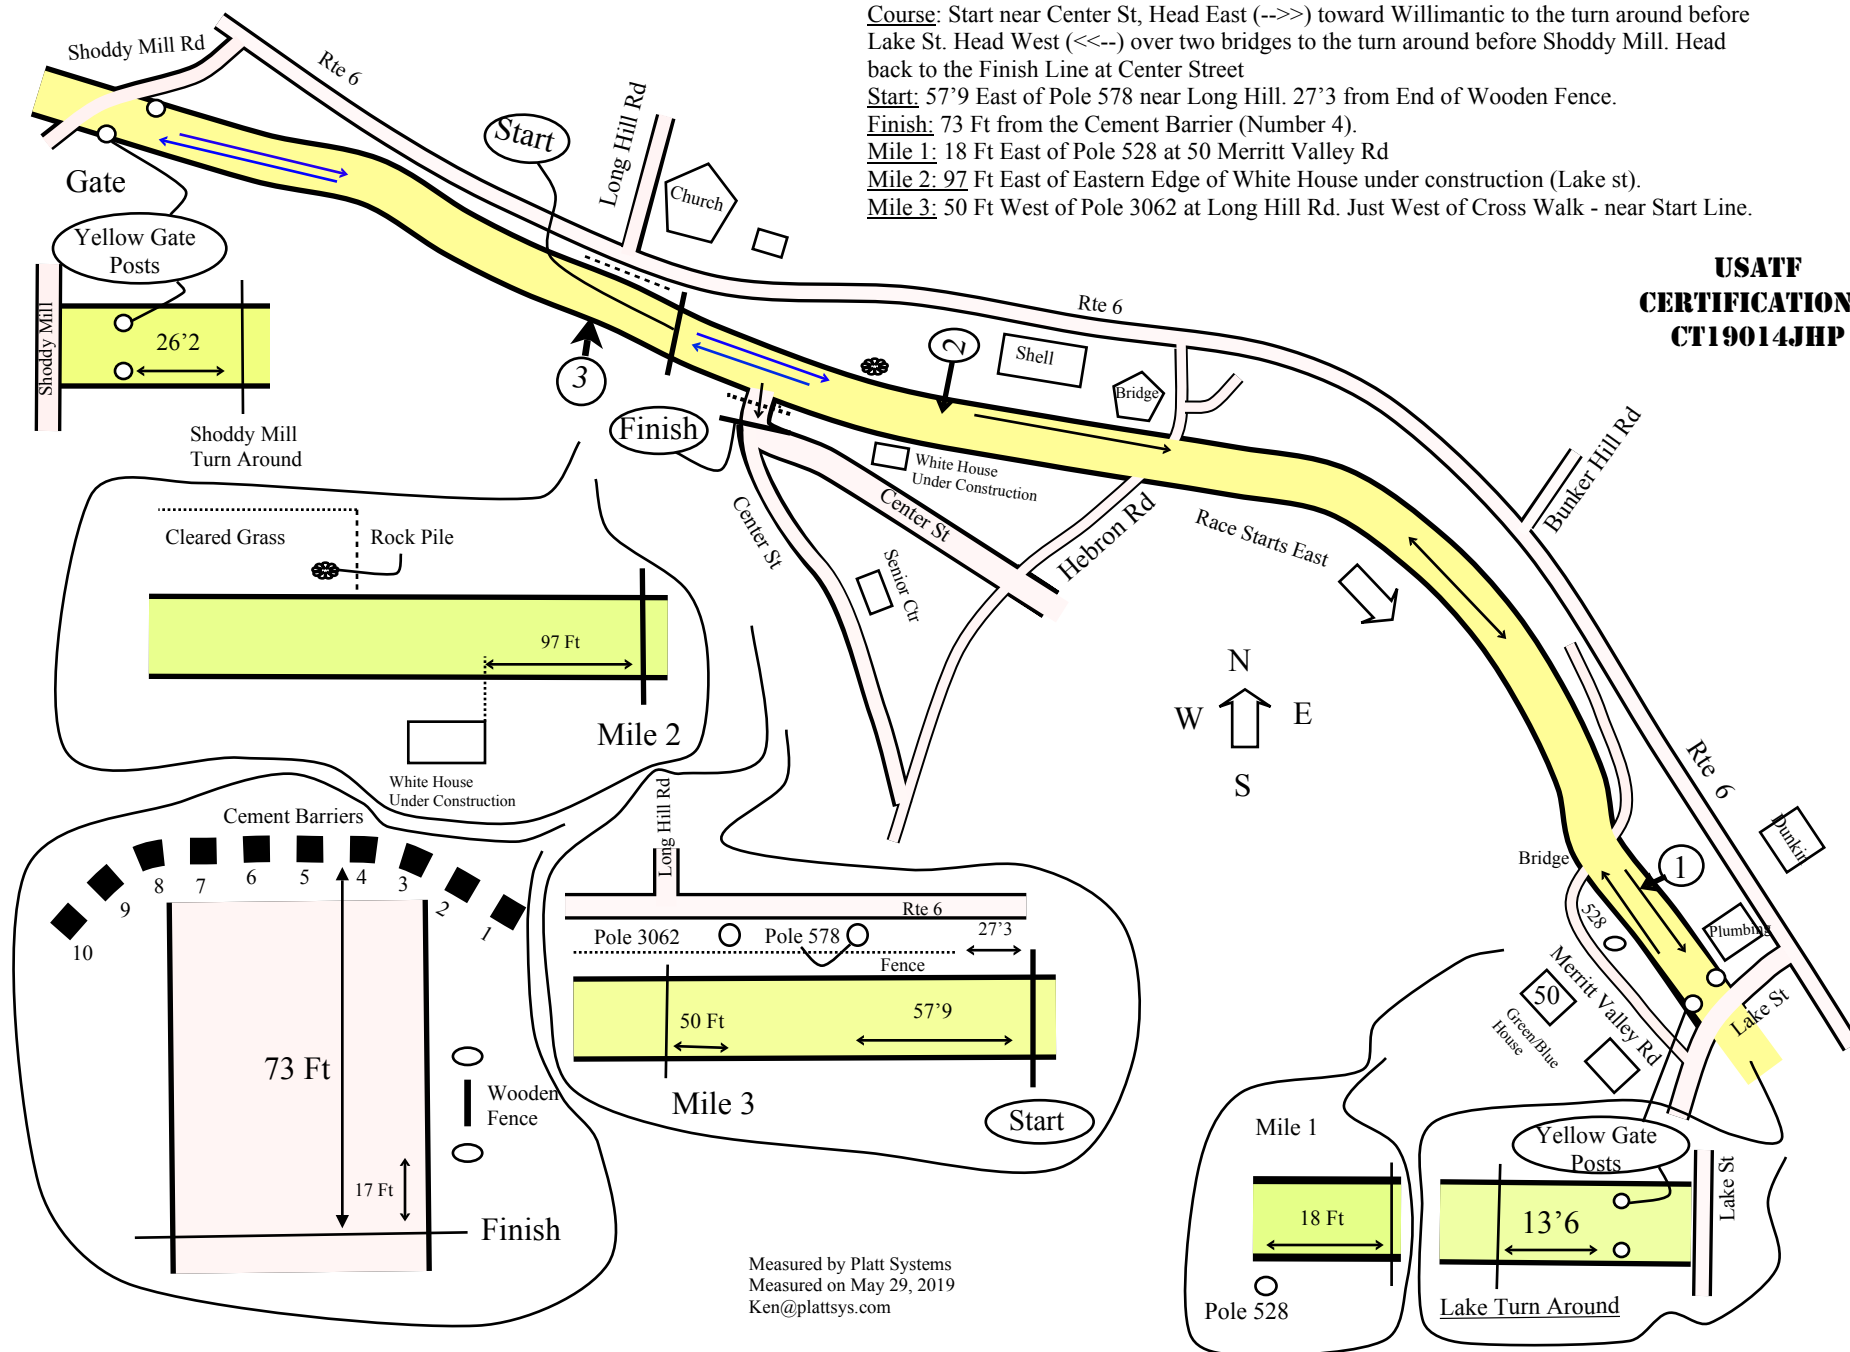 Course: Start near Center St, Head East (-->>) toward Willimantic to the turn around before
Lake St. Head West (<<--) over two bridges to the turn around before Shoddy Mill. Head
back to the Finish Line at Center Street
Start: 57’9 East of Pole 578 near Long Hill. 27’3 from End of Wooden Fence.
Finish: 73 Ft from the Cement Barrier (Number 4).
Mile 1: 18 Ft East of Pole 528 at 50 Merritt Valley Rd
Mile 2: 97 Ft East of Eastern Edge of White House under construction (Lake st).
Mile 3: 50 Ft West of Pole 3062 at Long Hill Rd. Just West of Cross Walk - near Start Line.
USATF
CERTIFICATION
CT19014JHP
Shoddy Mill Rd
Rte 6
Start
Long Hill Rd
Church
Gate
Yellow Gate
Posts
Shoddy Mill
26’2
Shoddy Mill
Turn Around
3
Finish
2
Shell
Bridge
Rte 6
White House
Under Construction
Center St
Center St
Senior Ctr
Hebron Rd
Race Starts East
Bunker Hill Rd
N
W
E
S
Rte 6
Dunkin
Bridge
1
528
Plumbing
Merritt Valley Rd
50
Green/Blue
House
Lake St
Cleared Grass
Rock Pile
97 Ft
Mile 2
White House
Under Construction
Cement Barriers
10
9
8
7
6
5
4
3
2
1
73 Ft
Wooden
Fence
17 Ft
Finish
Long Hill Rd
Rte 6
Pole 3062
Pole 578
27’3
Fence
50 Ft
57’9
Mile 3
Start
Mile 1
18 Ft
Pole 528
Yellow Gate
Posts
13’6
Lake St
Lake Turn Around
Measured by Platt Systems
Measured on May 29, 2019
Ken@plattsys.com